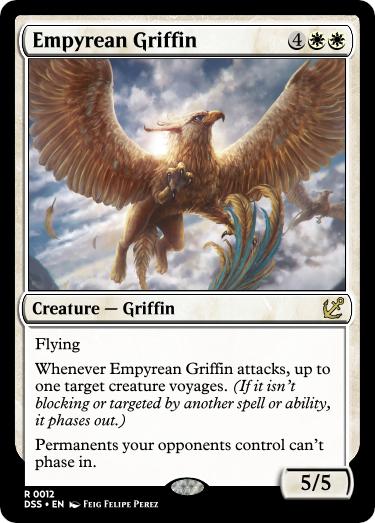 Empyrean Griffin 4
Creature — Griffin
Flying
Whenever Empyrean Griffin attacks, up to
one target creature voyages. (If it isn't
blocking or targeted by another spell or ability,
it phases out.)
Permanents your opponents control can't
phase in.
5/5
R 0012
DSS • EN Feig Felipe Perez